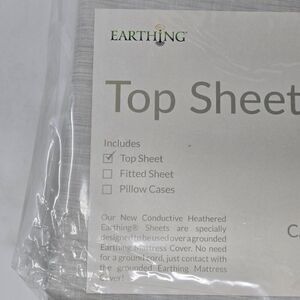 EARTHING
Top Sheet
Includes
Top Sheet
Fitted Sheet
Pillow Cases
Our New Conductive Heathered
Earthing® Sheets are specially
designed to be used over a grounded
Earthing Mattress Cover. No need
for a ground cord, just contact with
the grounded Earthing Mattress
Cover!